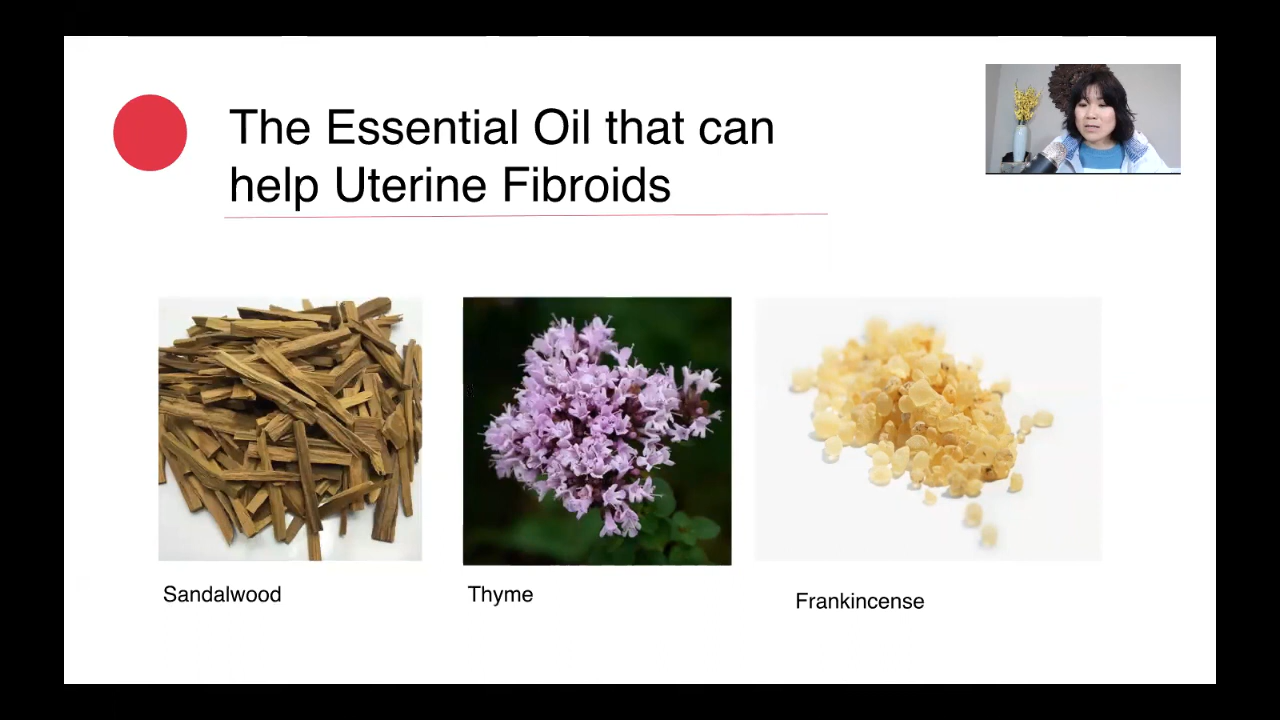 The Essential Oil that can
help Uterine Fibroids
Sandalwood
Thyme
Frankincense